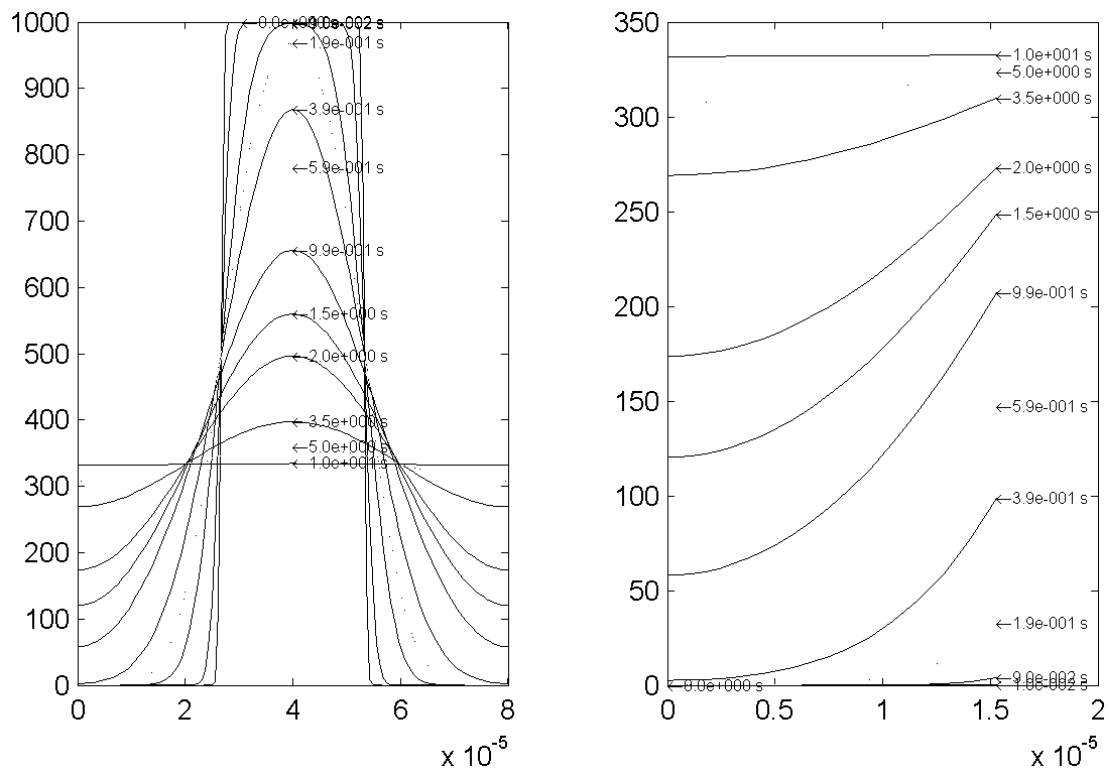 1000
900
800
700
600
500
400
300
200
100
0
0
2
4
6
8
x 10⁻⁵
←1.9e-001 s
←3.9e-001 s
←5.9e-001 s
←9.9e-001 s
←1.5e+000 s
←2.0e+000 s
←3.5e+000 s
←5.0e+000 s
←1.0e+001 s
350
300
250
200
150
100
50
0
0
0.5
1
1.5
2
x 10⁻⁵
←1.0e+001 s
←5.0e+000 s
←3.5e+000 s
←2.0e+000 s
←1.5e+000 s
←9.9e-001 s
←5.9e-001 s
←3.9e-001 s
←1.9e-001 s
←9.0e-002 s
←1.0e-002 s
←0.0e+000 s